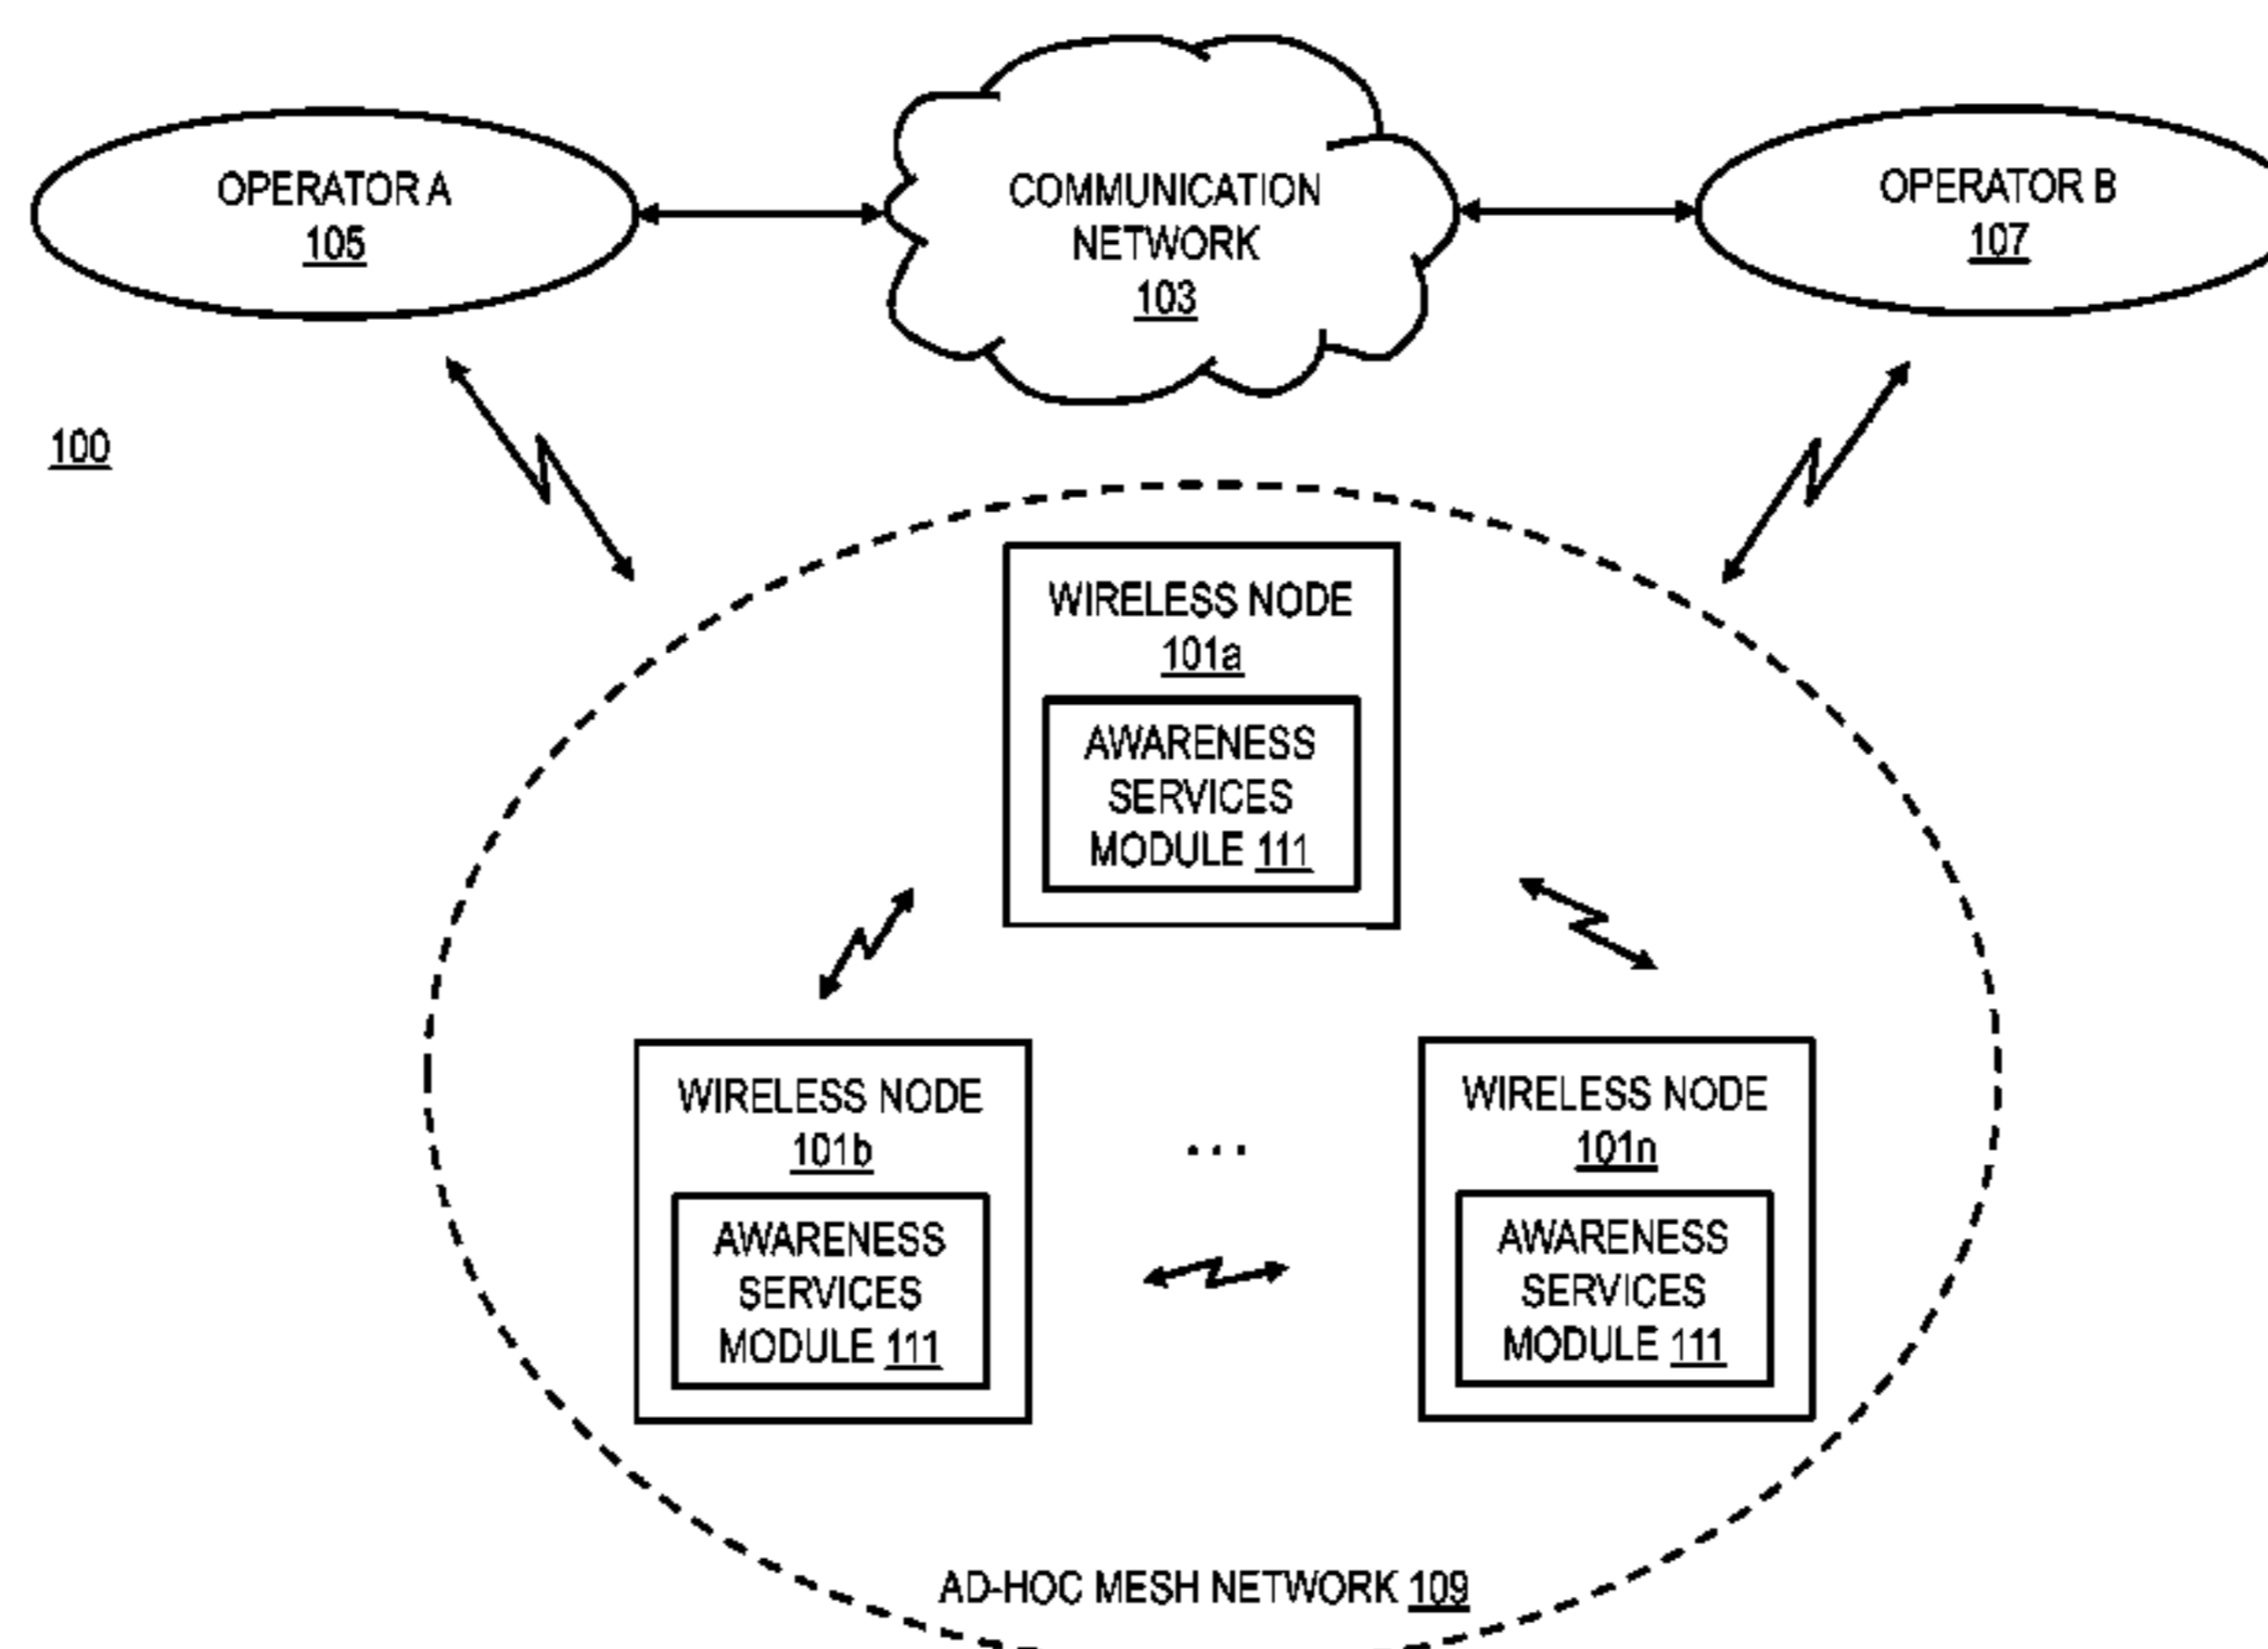 OPERATOR A
105
COMMUNICATION
NETWORK
103
OPERATOR B
107
100
WIRELESS NODE
101a
AWARENESS
SERVICES
MODULE 111
WIRELESS NODE
101b
AWARENESS
SERVICES
MODULE 111
...
WIRELESS NODE
101n
AWARENESS
SERVICES
MODULE 111
AD-HOC MESH NETWORK 109